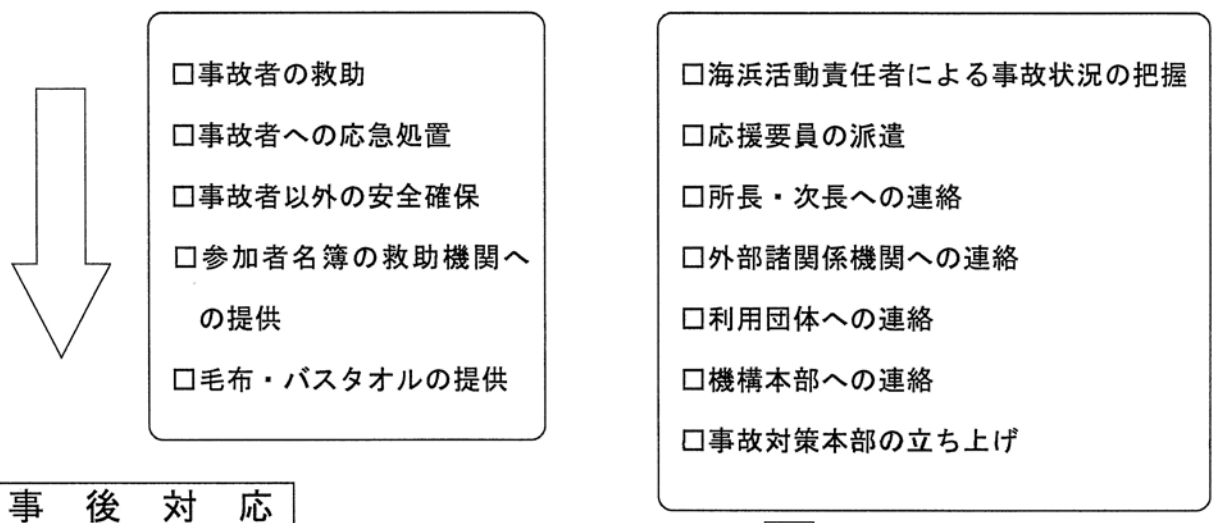 □事故者の救助
□事故者への応急処置
□事故者以外の安全確保
□参加者名簿の救助機関へ
の提供
□毛布・バスタオルの提供
□海浜活動責任者による事故状況の把握
□応援要員の派遣
□所長・次長への連絡
□外部諸関係機関への連絡
□利用団体への連絡
□機構本部への連絡
□事故対策本部の立ち上げ
事後対応